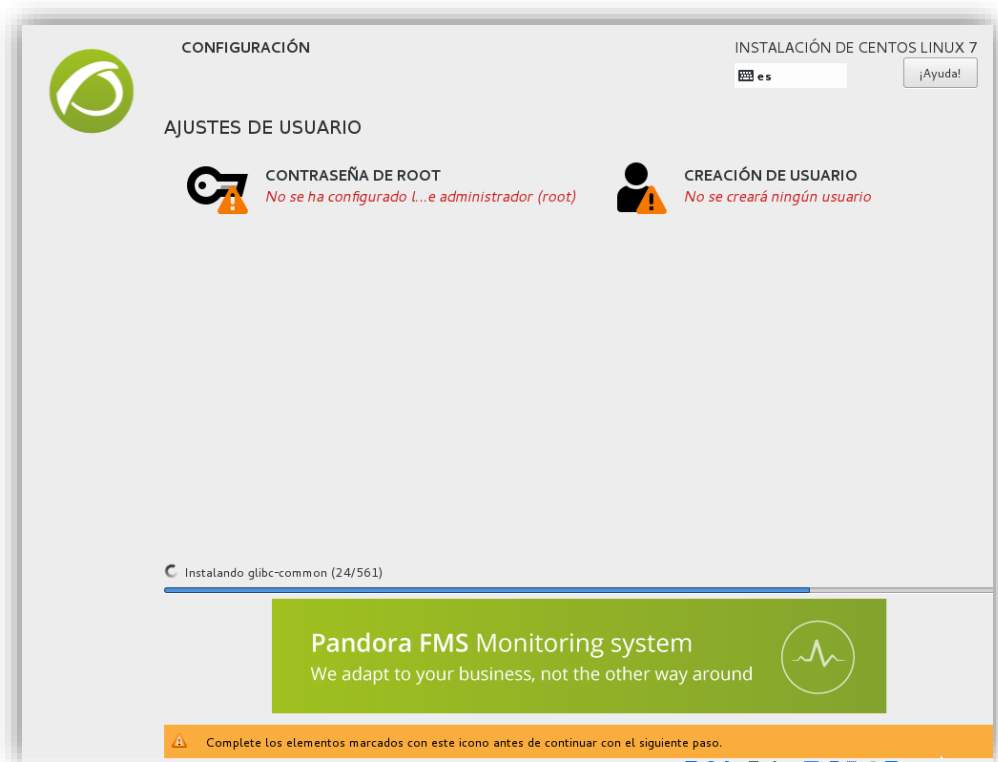 CONFIGURACIÓN
INSTALACIÓN DE CENTOS LINUX 7
es
¡Ayuda!
AJUSTES DE USUARIO
CONTRASEÑA DE ROOT
No se ha configurado l...e administrador (root)
CREACIÓN DE USUARIO
No se creará ningún usuario
Instalando glibc-common (24/561)
Pandora FMS Monitoring system
We adapt to your business, not the other way around
Complete los elementos marcados con este icono antes de continuar con el siguiente paso.